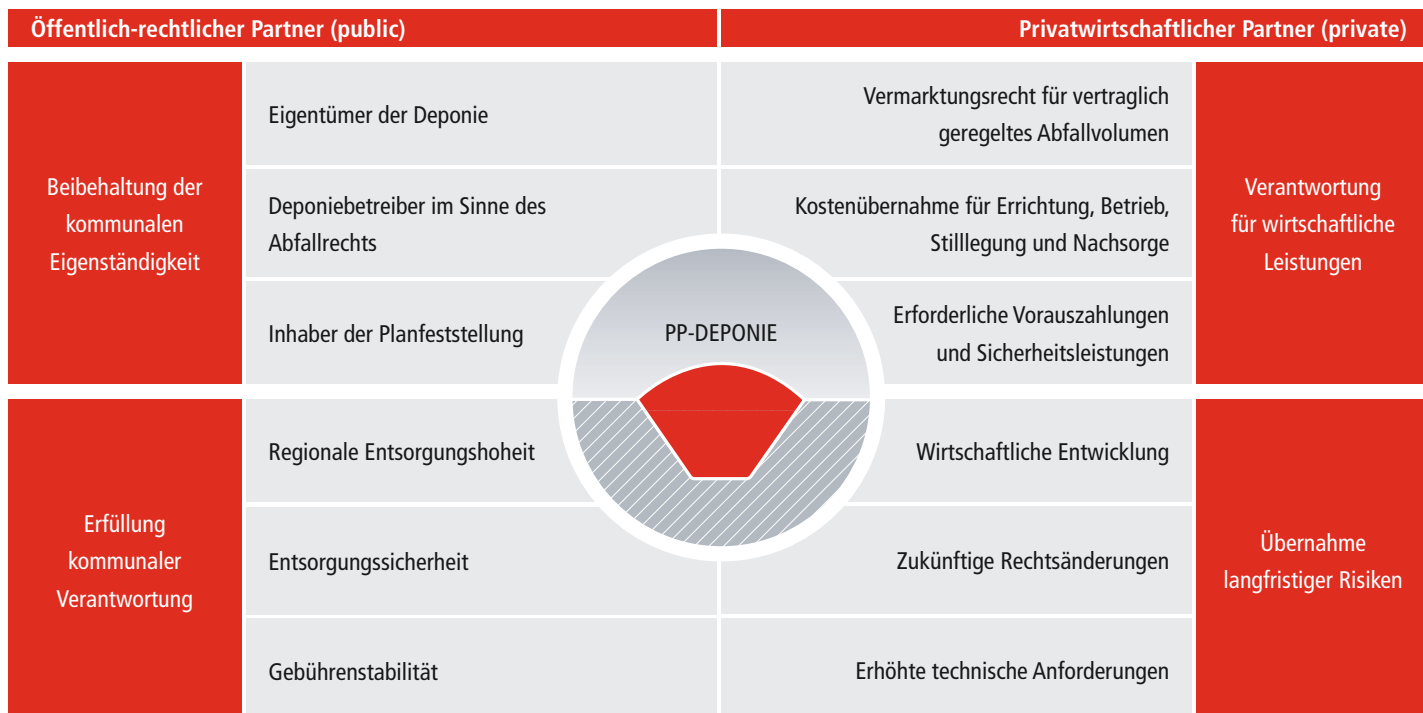 Öffentlich-rechtlicher Partner (public)
Privatwirtschaftlicher Partner (private)
Beibehaltung der
kommunalen
Eigenständigkeit
Eigentümer der Deponie
Deponiebetreiber im Sinne des
Abfallrechts
Inhaber der Planfeststellung
Vermarktungsrecht für vertraglich
geregeltes Abfallvolumen
Kostenübernahme für Errichtung, Betrieb,
Stilllegung und Nachsorge
Erforderliche Vorauszahlungen
und Sicherheitsleistungen
Verantwortung
für wirtschaftliche
Leistungen
PP-DEPONIE
Erfüllung
kommunaler
Verantwortung
Regionale Entsorgungshoheit
Entsorgungssicherheit
Gebührenstabilität
Wirtschaftliche Entwicklung
Zukünftige Rechtsänderungen
Erhöhte technische Anforderungen
Übernahme
langfristiger Risiken